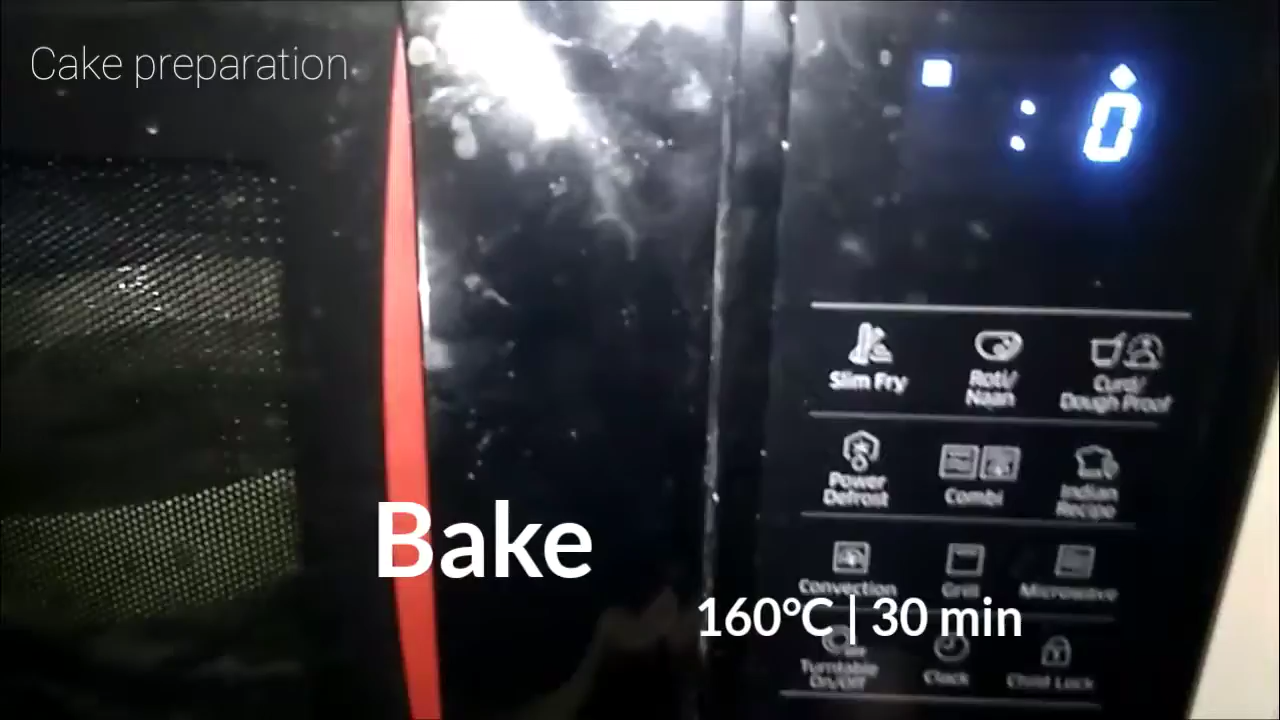 Cake preparation
: 0
Slim Fry
Roti/
Naan
Curd/
Dough Proof
Power
Defrost
Combi
Indian
Recipe
Convection
Grill
Microwave
Bake
160°C | 30 min
Turntable
On/Off
Clock
Child Lock